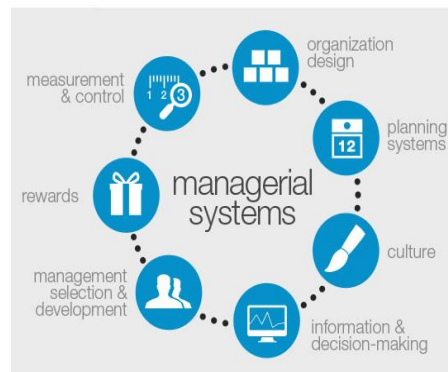 organization
design
measurement
& control
1 2 3
planning
systems
12
managerial
systems
rewards
culture
management
selection &
development
information &
decision-making